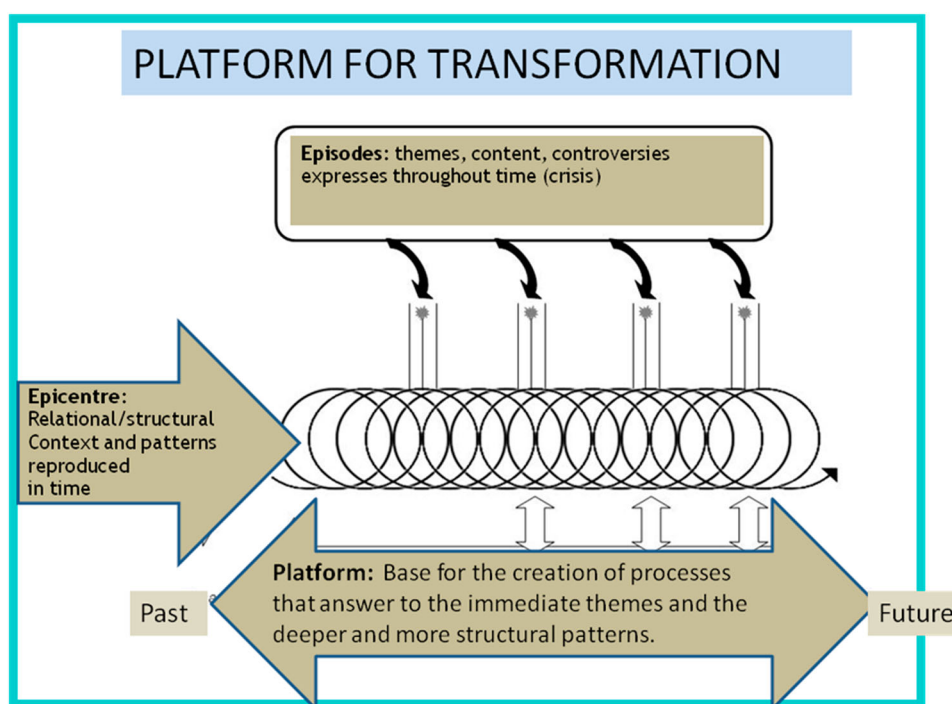 PLATFORM FOR TRANSFORMATION
Episodes: themes, content, controversies
expresses throughout time (crisis)
Epicentre:
Relational/structural
Context and patterns
reproduced
in time
Platform: Base for the creation of processes
that answer to the immediate themes and the
deeper and more structural patterns.
Past
Future